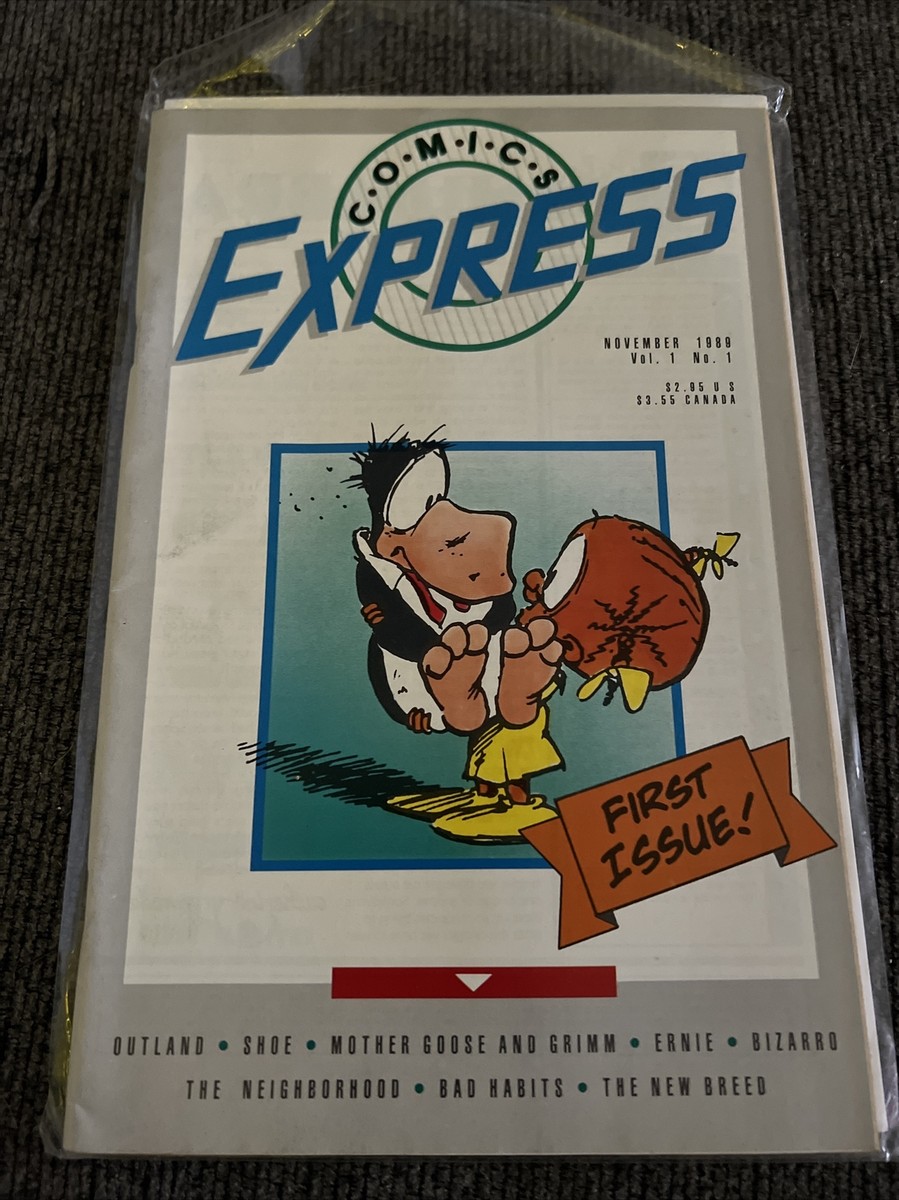 C·O·M·I·C·S
EXPRESS
NOVEMBER 1989
Vol. 1 No. 1
$2.95 U S
$3.55 CANADA
FIRST
ISSUE!
OUTLAND • SHOE • MOTHER GOOSE AND GRIMM • ERNIE • BIZARRO
THE NEIGHBORHOOD • BAD HABITS • THE NEW BREED